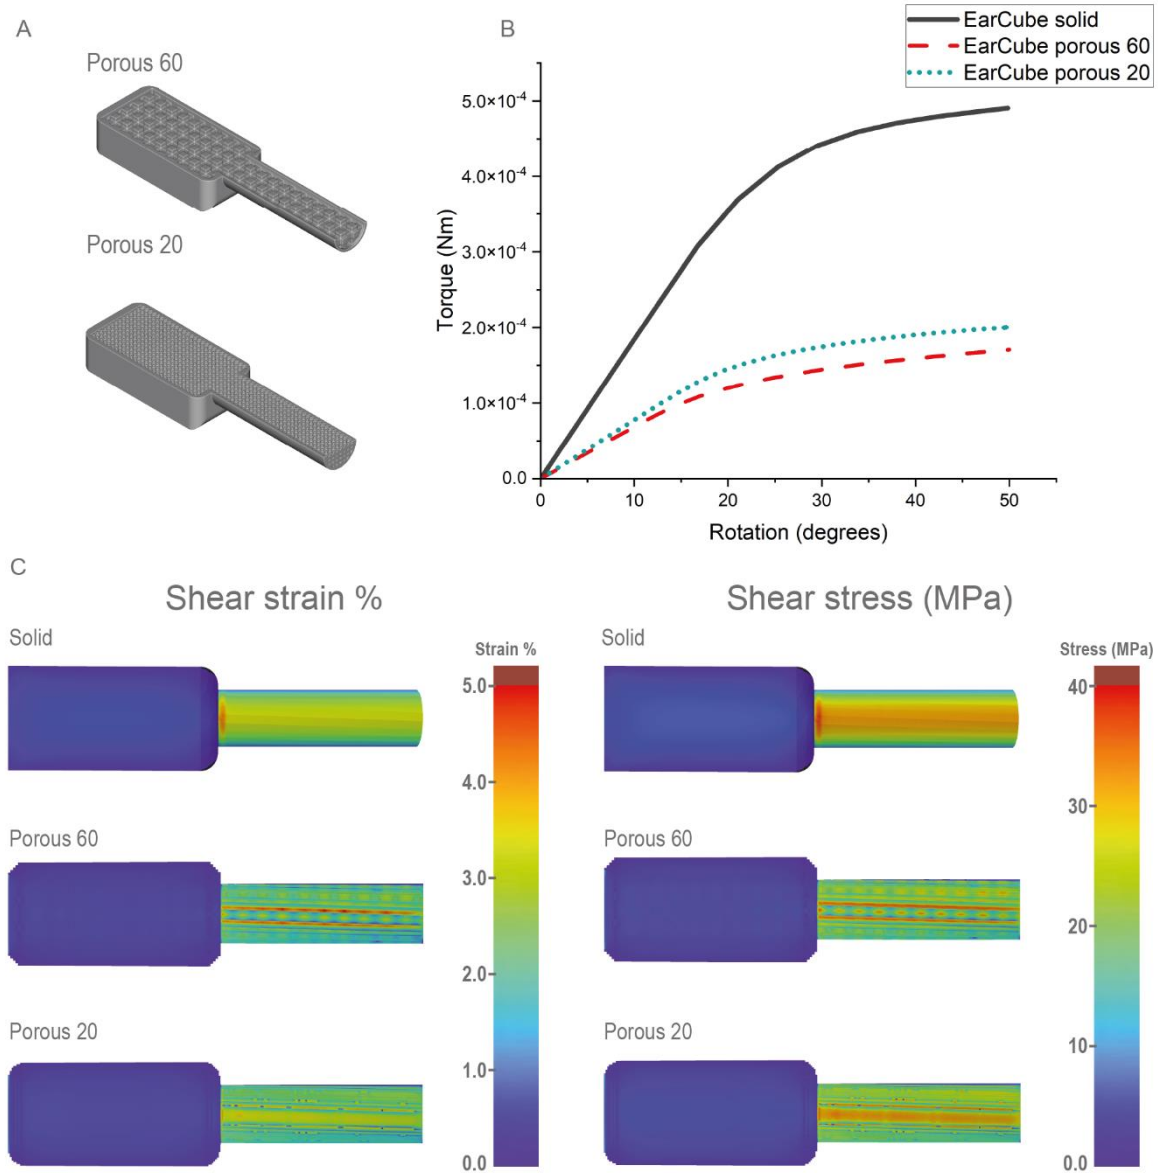 A
Porous 60
Porous 20
B
EarCube solid
EarCube porous 60
EarCube porous 20
Torque (Nm)
5.0×10⁻⁴
4.0×10⁻⁴
3.0×10⁻⁴
2.0×10⁻⁴
1.0×10⁻⁴
0.0
0 10 20 30 40 50
Rotation (degrees)
C
Shear strain %
Solid
Strain %
5.0
4.0
Porous 60
3.0
2.0
Porous 20
1.0
0.0
Shear stress (MPa)
Solid
Stress (MPa)
40
30
Porous 60
20
Porous 20
10
0.0